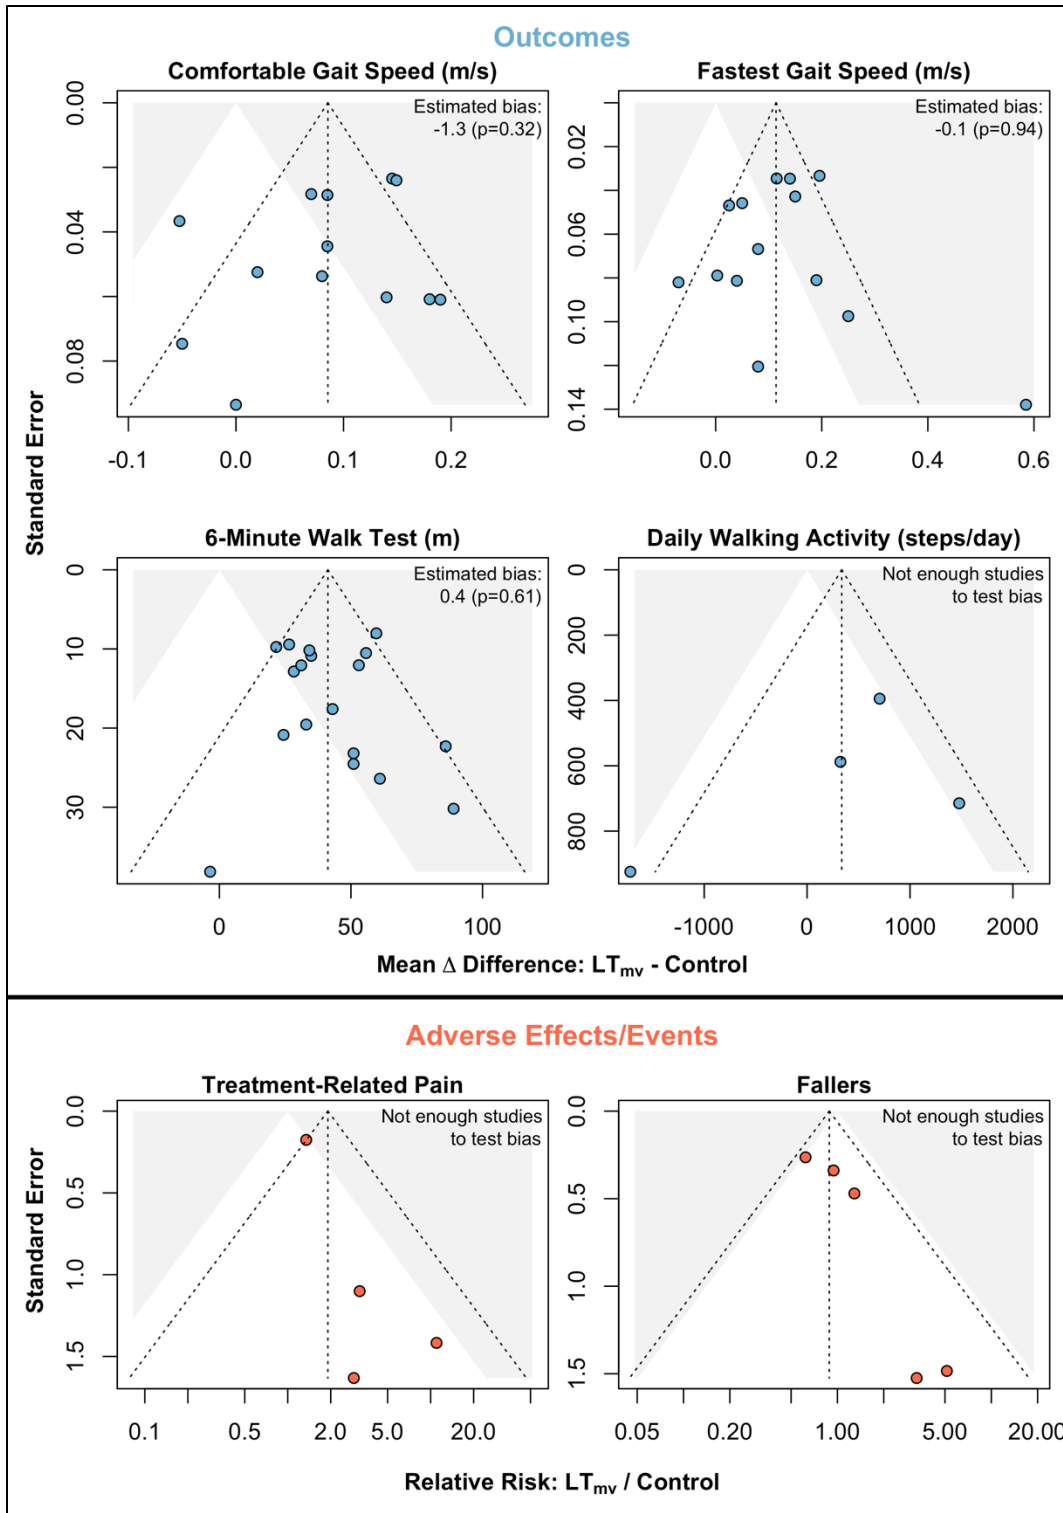 Outcomes
Comfortable Gait Speed (m/s)
Estimated bias:
-1.3 (p=0.32)
0.00
0.04
0.08
-0.1
0.0
0.1
0.2
Fastest Gait Speed (m/s)
Estimated bias:
-0.1 (p=0.94)
0.02
0.06
0.10
0.14
0.0
0.2
0.4
0.6
Standard Error
6-Minute Walk Test (m)
Estimated bias:
0.4 (p=0.61)
0
10
20
30
0
50
100
Daily Walking Activity (steps/day)
Not enough studies
to test bias
0
200
400
600
800
-1000
0
1000
2000
Mean Δ Difference: LTmv - Control
Adverse Effects/Events
Treatment-Related Pain
Not enough studies
to test bias
0.0
0.5
1.0
1.5
0.1
0.5
2.0
5.0
20.0
Fallers
Not enough studies
to test bias
0.0
0.5
1.0
1.5
0.05
0.20
1.00
5.00
20.00
Standard Error
Relative Risk: LTmv / Control